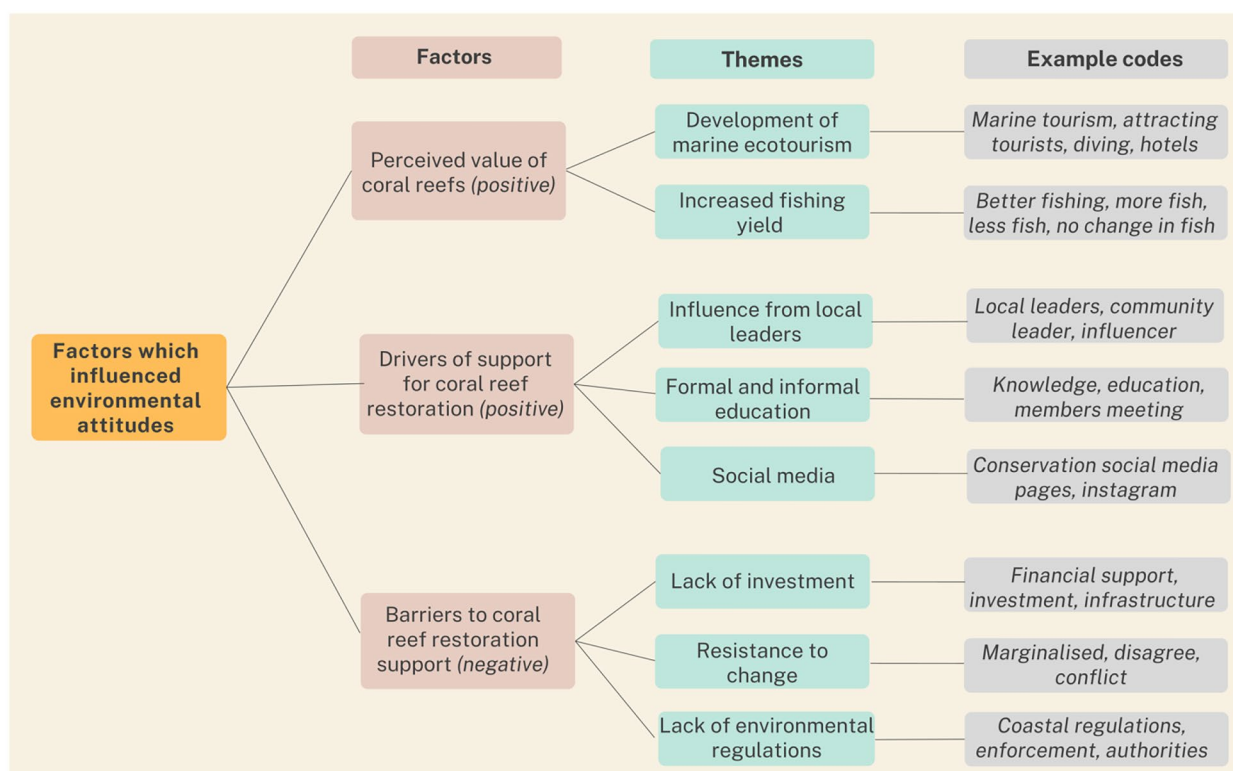 Factors
Themes
Example codes
Factors which
influenced
environmental
attitudes
Perceived value of
coral reefs (positive)
Development of
marine ecotourism
Marine tourism, attracting
tourists, diving, hotels
Increased fishing
yield
Better fishing, more fish,
less fish, no change in fish
Drivers of support
for coral reef
restoration (positive)
Influence from local
leaders
Local leaders, community
leader, influencer
Formal and informal
education
Knowledge, education,
members meeting
Social media
Conservation social media
pages, instagram
Barriers to coral
reef restoration
support (negative)
Lack of investment
Financial support,
investment, infrastructure
Resistance to
change
Marginalised, disagree,
conflict
Lack of environmental
regulations
Coastal regulations,
enforcement, authorities